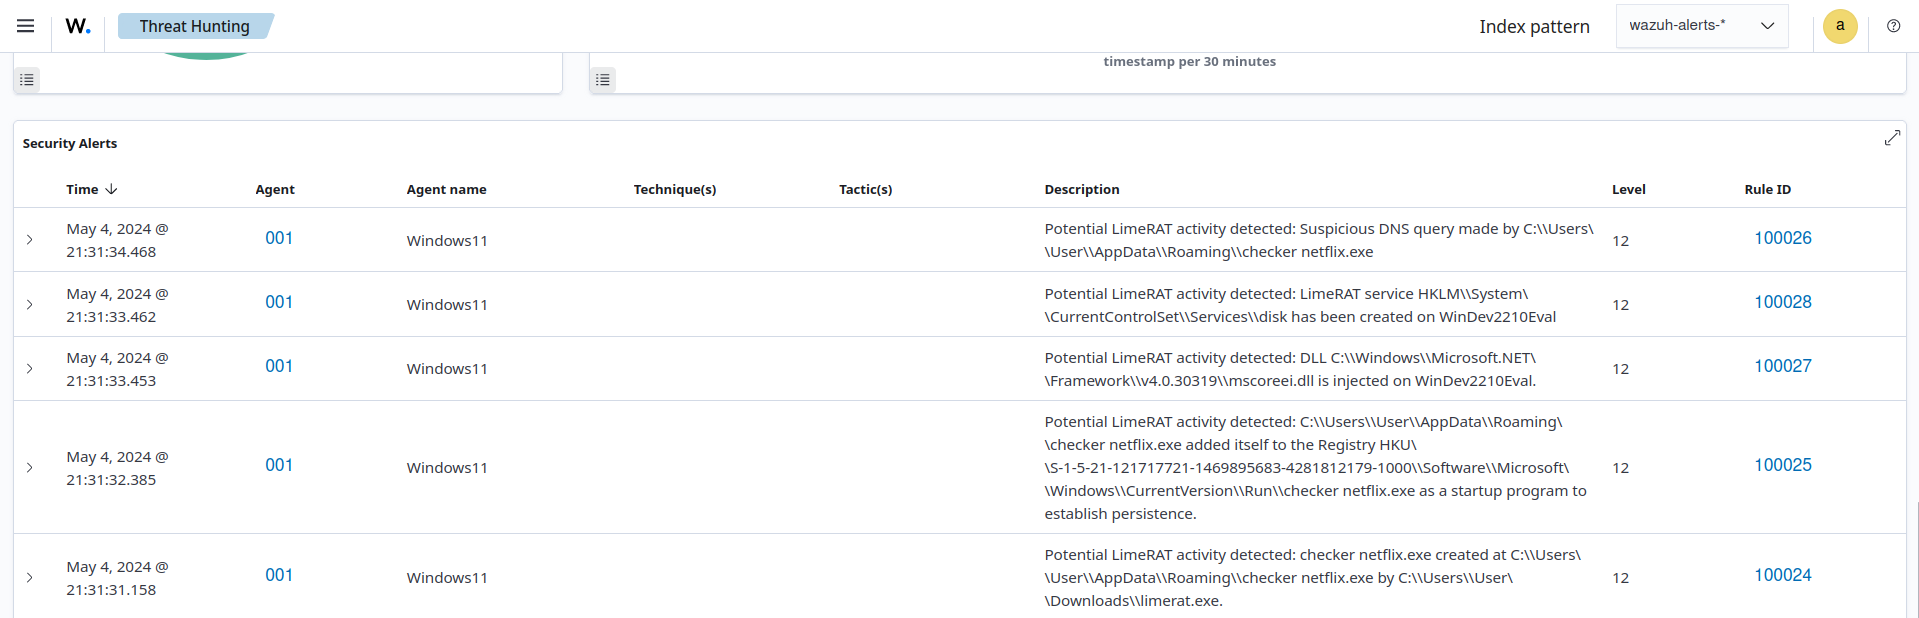 W.
Threat Hunting
Index pattern
wazuh-alerts-*
a
timestamp per 30 minutes
Security Alerts
Time Agent Agent name Technique(s) Tactic(s) Description Level Rule ID
May 4, 2024 @
21:31:34.468
001
Windows11
Potential LimeRAT activity detected: Suspicious DNS query made by C:\\Users\
\User\\AppData\\Roaming\\checker netflix.exe
12
100026
May 4, 2024 @
21:31:33.462
001
Windows11
Potential LimeRAT activity detected: LimeRAT service HKLM\\System\
\CurrentControlSet\\Services\\disk has been created on WinDev2210Eval
12
100028
May 4, 2024 @
21:31:33.453
001
Windows11
Potential LimeRAT activity detected: DLL C:\\Windows\\Microsoft.NET\
\Framework\\v4.0.30319\\mscoreei.dll is injected on WinDev2210Eval.
12
100027
May 4, 2024 @
21:31:32.385
001
Windows11
Potential LimeRAT activity detected: C:\\Users\\User\\AppData\\Roaming\
\checker netflix.exe added itself to the Registry HKU\
\S-1-5-21-121717721-1469895683-4281812179-1000\\Software\\Microsoft\
\Windows\\CurrentVersion\\Run\\checker netflix.exe as a startup program to
establish persistence.
12
100025
May 4, 2024 @
21:31:31.158
001
Windows11
Potential LimeRAT activity detected: checker netflix.exe created at C:\\Users\
\User\\AppData\\Roaming\\checker netflix.exe by C:\\Users\\User\
\Downloads\\limerat.exe.
12
100024